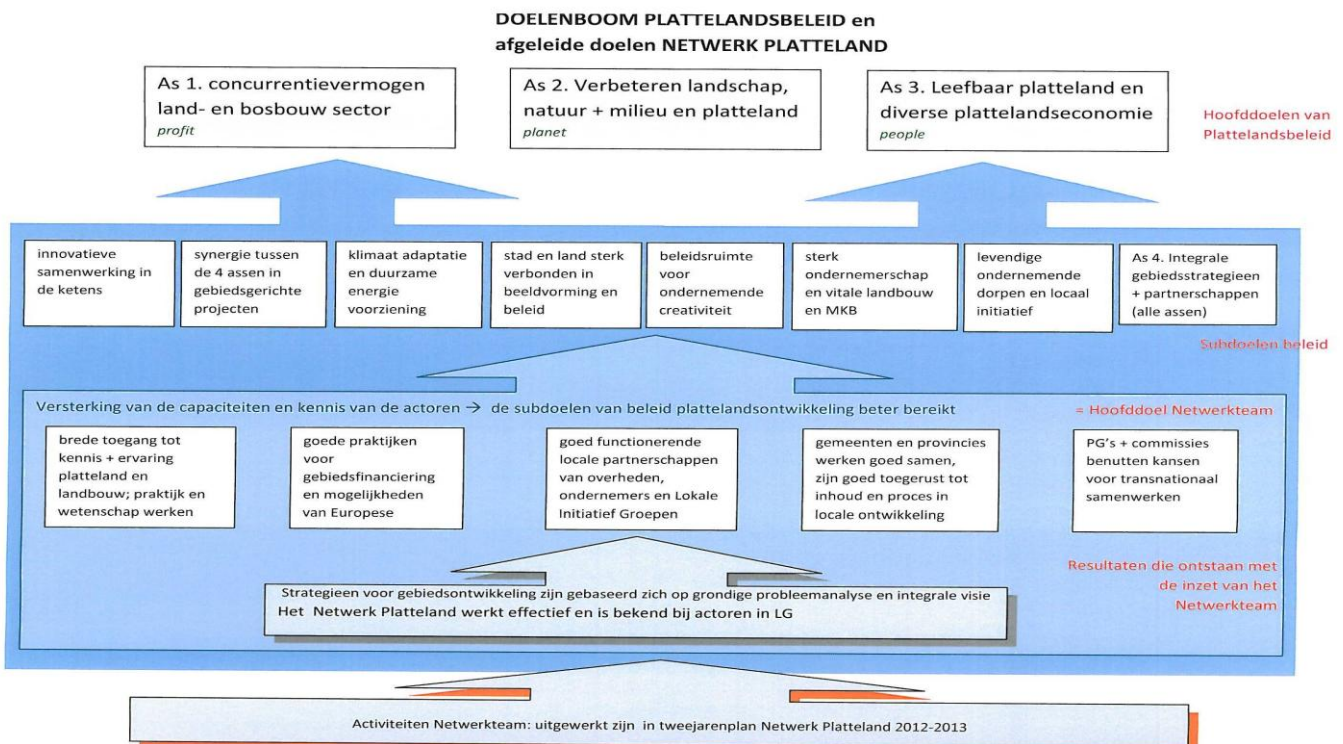 DOELENBOOM PLATTELANDSBELEID en
afgeleide doelen NETWERK PLATTELAND
As 1. concurrentievermogen
land- en bosbouw sector
profit
As 2. Verbeteren landschap,
natuur + milieu en platteland
planet
As 3. Leefbaar platteland en
diverse plattelandseconomie
people
Hoofddoelen van
Plattelandsbeleid
innovatieve
samenwerking in
de ketens
synergie tussen
de 4 assen in
gebiedsgerichte
projecten
klimaat adaptatie
en duurzame
energie
voorziening
stad en land sterk
verbonden in
beeldvorming en
beleid
beleidsruimte
voor
ondernemende
creativiteit
sterk
ondernemerschap
en vitale landbouw
en MKB
levendige
ondernemende
dorpen en locaal
initiatief
As 4. Integrale
gebiedsstrategieen
+ partnerschappen
(alle assen)
Subdoelen beleid
Versterking van de capaciteiten en kennis van de actoren → de subdoelen van beleid plattelandsontwikkeling beter bereikt
= Hoofddoel Netwerkteam
brede toegang tot
kennis + ervaring
platteland en
landbouw; praktijk en
wetenschap werken
goede praktijken
voor
gebiedsfinanciering
en mogelijkheden
van Europese
goed functionerende
locale partnerschappen
van overheden,
ondernemers en Lokale
Initiatief Groepen
gemeenten en provincies
werken goed samen,
zijn goed toegerust tot
inhoud en proces in
locale ontwikkeling
PG's + commissies
benutten kansen
voor transnationaal
samenwerken
Resultaten die ontstaan met
de inzet van het
Netwerkteam
Strategieen voor gebiedsontwikkeling zijn gebaseerd zich op grondige probleemanalyse en integrale visie
Het Netwerk Platteland werkt effectief en is bekend bij actoren in LG
Activiteiten Netwerkteam: uitgewerkt zijn in tweejarenplan Netwerk Platteland 2012-2013